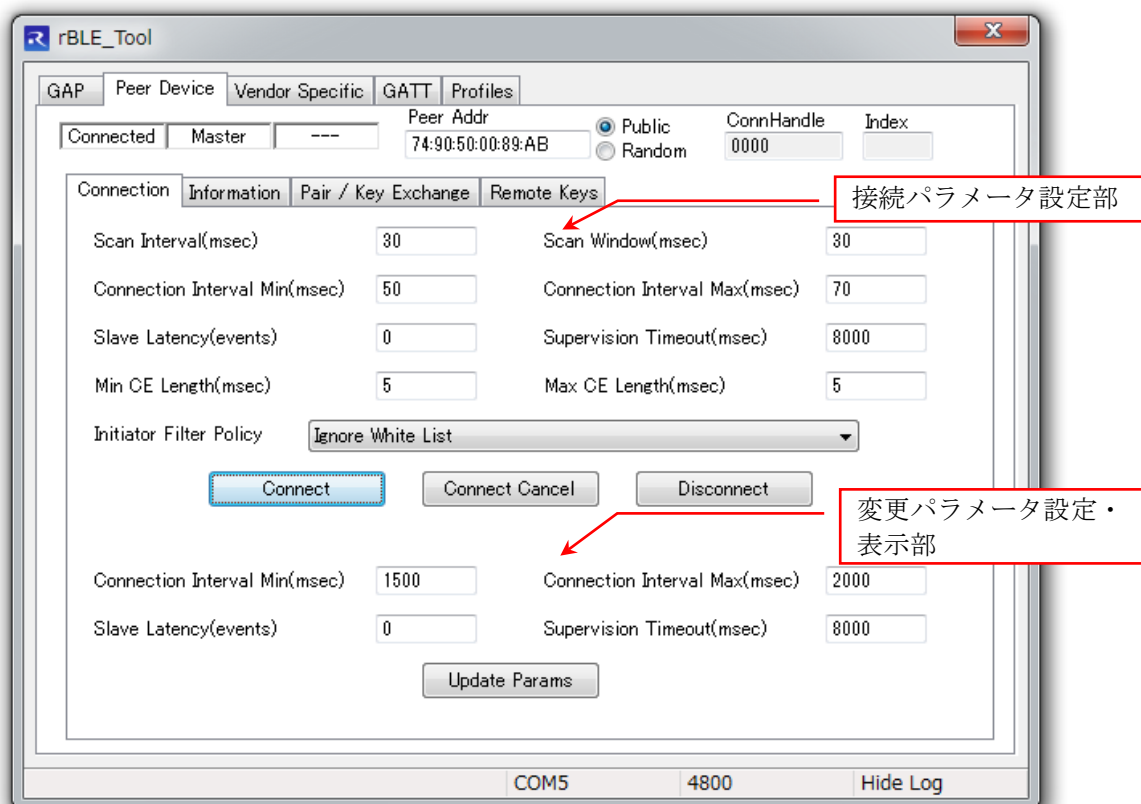 rBLE_Tool
GAP Peer Device Vendor Specific GATT Profiles
Connected Master --- Peer Addr 74:90:50:00:89:AB Public Random ConnHandle 0000 Index
Connection Information Pair / Key Exchange Remote Keys
接続パラメータ設定部
Scan Interval(msec) 30 Scan Window(msec) 30
Connection Interval Min(msec) 50 Connection Interval Max(msec) 70
Slave Latency(events) 0 Supervision Timeout(msec) 8000
Min CE Length(msec) 5 Max CE Length(msec) 5
Initiator Filter Policy Ignore White List
Connect Connect Cancel Disconnect
変更パラメータ設定・
表示部
Connection Interval Min(msec) 1500 Connection Interval Max(msec) 2000
Slave Latency(events) 0 Supervision Timeout(msec) 8000
Update Params
COM5 4800 Hide Log